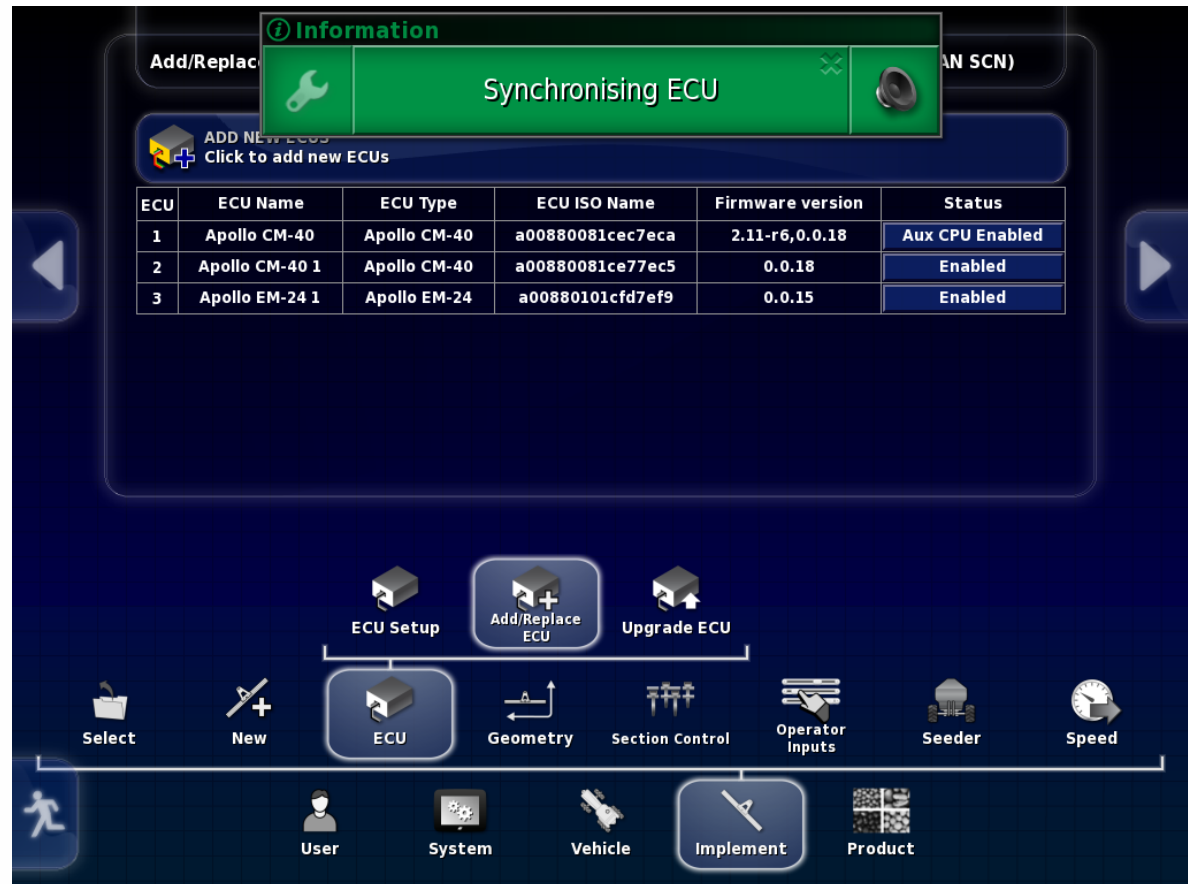 Information
Synchronising ECU
Add/Replac
AN SCN)
ADD NEW ECUS
Click to add new ECUs
ECU ECU Name ECU Type ECU ISO Name Firmware version Status
1 Apollo CM-40 Apollo CM-40 a00880081cec7eca 2.11-r6,0.0.18 Aux CPU Enabled
2 Apollo CM-40 1 Apollo CM-40 a00880081ce77ec5 0.0.18 Enabled
3 Apollo EM-24 1 Apollo EM-24 a00880101cfd7ef9 0.0.15 Enabled
ECU Setup
Add/Replace
ECU
Upgrade ECU
Select
New
ECU
Geometry
Section Control
Operator
Inputs
Seeder
Speed
User
System
Vehicle
Implement
Product